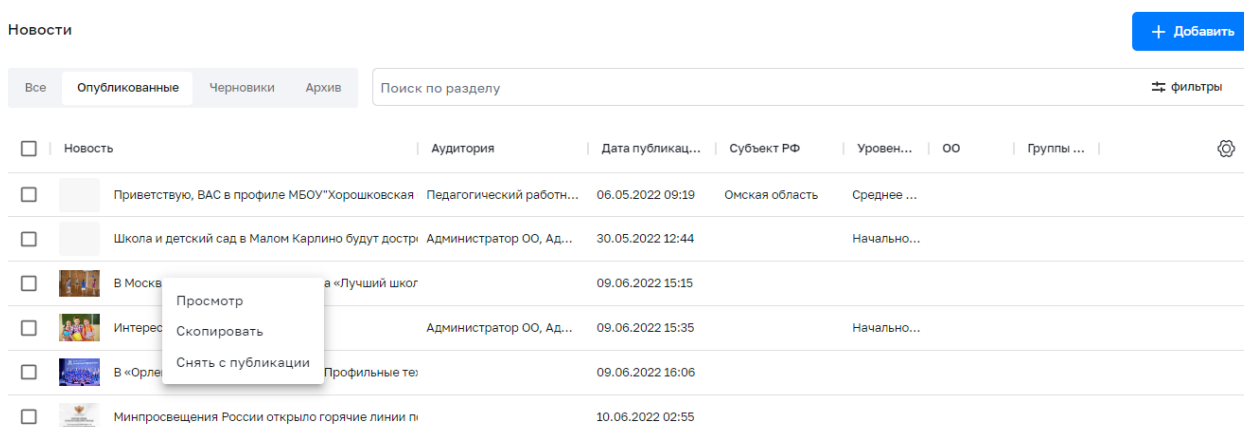 Новости
+ Добавить
Все Опубликованные Черновики Архив Поиск по разделу фильтры
Новость Аудитория Дата публикац... Субъект РФ Уровен... ОО Группы ...
Приветствую, ВАС в профиле МБОУ"Хорошковская Педагогический работн... 06.05.2022 09:19 Омская область Среднее ...
Школа и детский сад в Малом Карлино будут достр Администратор ОО, Ад... 30.05.2022 12:44 Начально...
В Москв а «Лучший школ 09.06.2022 15:15
Просмотр
Интерес Администратор ОО, Ад... 09.06.2022 15:35 Начально...
Скопировать
Снять с публикации
В «Орле Профильные те 09.06.2022 16:06
Минпросвещения России открыло горячие линии п 10.06.2022 02:55